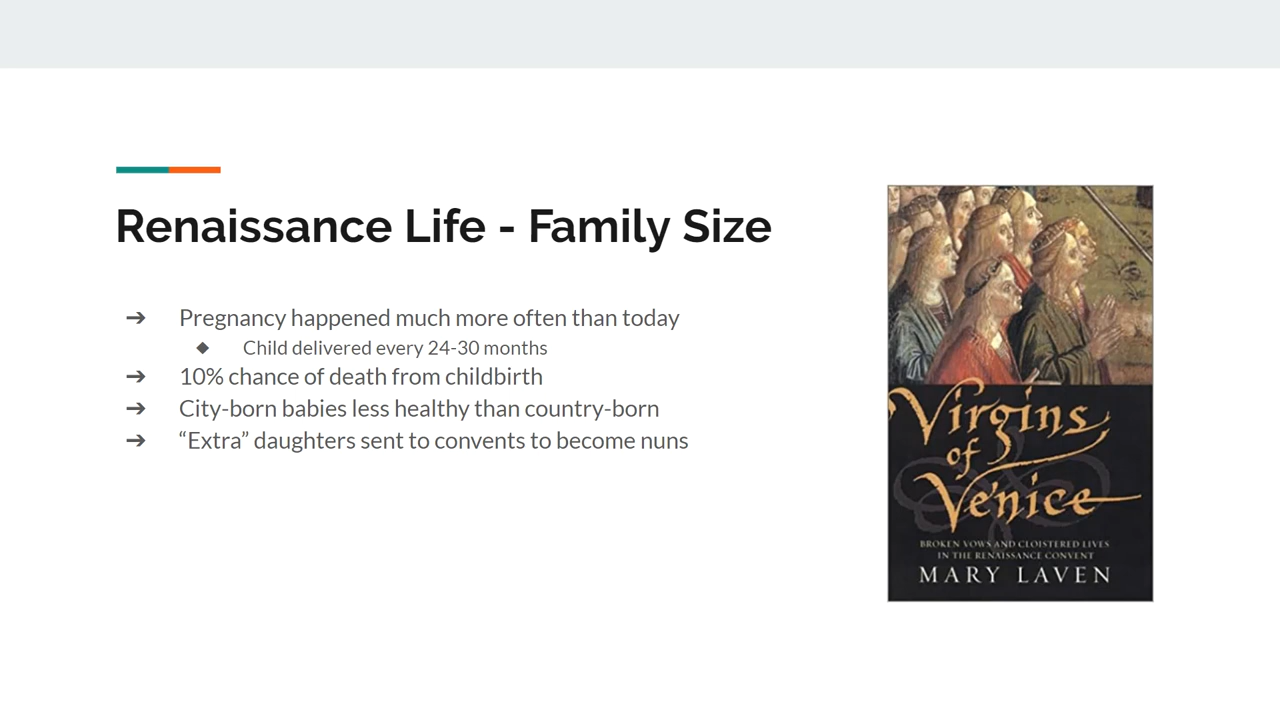 Renaissance Life - Family Size
➔ Pregnancy happened much more often than today
◆ Child delivered every 24-30 months
➔ 10% chance of death from childbirth
➔ City-born babies less healthy than country-born
➔ “Extra” daughters sent to convents to become nuns
Virgins
of
Venice
BROKEN VOWS AND CLOISTERED LIVES
IN THE RENAISSANCE CONVENT
MARY LAVEN